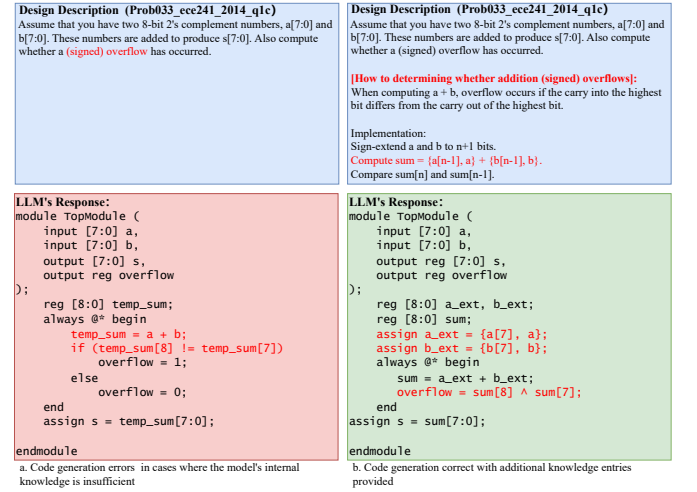 Design Description (Prob033_ece241_2014_q1c)
Assume that you have two 8-bit 2's complement numbers, a[7:0] and
b[7:0]. These numbers are added to produce s[7:0]. Also compute
whether a (signed) overflow has occurred.
LLM's Response:
module TopModule (
    input [7:0] a,
    input [7:0] b,
    output [7:0] s,
    output reg overflow
);
    reg [8:0] temp_sum;
    always @* begin
        temp_sum = a + b;
        if (temp_sum[8] != temp_sum[7])
            overflow = 1;
        else
            overflow = 0;
    end
    assign s = temp_sum[7:0];
endmodule
a. Code generation errors in cases where the model's internal
knowledge is insufficient
Design Description (Prob033_ece241_2014_q1c)
Assume that you have two 8-bit 2's complement numbers, a[7:0] and
b[7:0]. These numbers are added to produce s[7:0]. Also compute
whether a (signed) overflow has occurred.
[How to determining whether addition (signed) overflows]:
When computing a + b, overflow occurs if the carry into the highest
bit differs from the carry out of the highest bit.
Implementation:
Sign-extend a and b to n+1 bits.
Compute sum = {a[n-1], a} + {b[n-1], b}.
Compare sum[n] and sum[n-1].
LLM's Response:
module TopModule (
    input [7:0] a,
    input [7:0] b,
    output reg [7:0] s,
    output reg overflow
);
    reg [8:0] a_ext, b_ext;
    reg [8:0] sum;
    assign a_ext = {a[7], a};
    assign b_ext = {b[7], b};
    always @* begin
       sum = a_ext + b_ext;
       overflow = sum[8] ^ sum[7];
    end
assign s = sum[7:0];
endmodule
b. Code generation correct with additional knowledge entries
provided